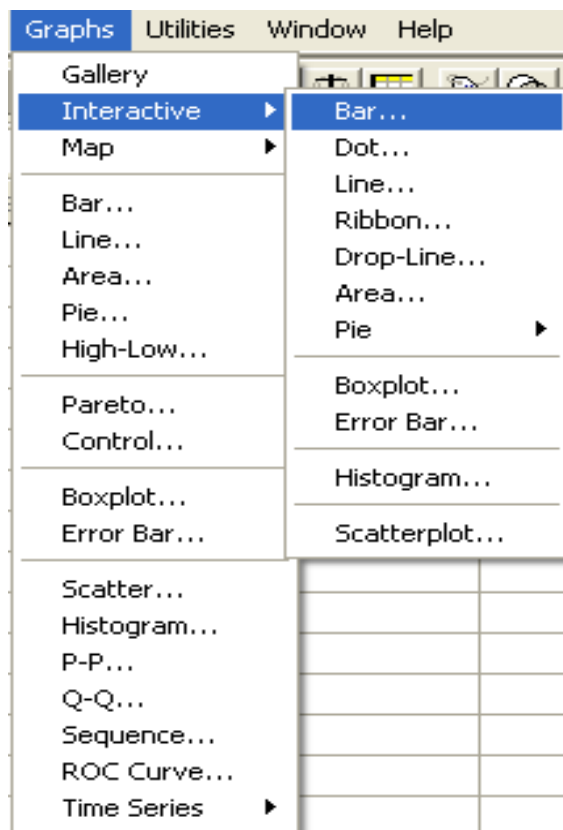 Graphs Utilities Window Help
Gallery
Interactive
Map
Bar...
Line...
Area...
Pie...
High-Low...
Pareto...
Control...
Boxplot...
Error Bar...
Scatter...
Histogram...
P-P...
Q-Q...
Sequence...
ROC Curve...
Time Series
Bar...
Dot...
Line...
Ribbon...
Drop-Line...
Area...
Pie
Boxplot...
Error Bar...
Histogram...
Scatterplot...